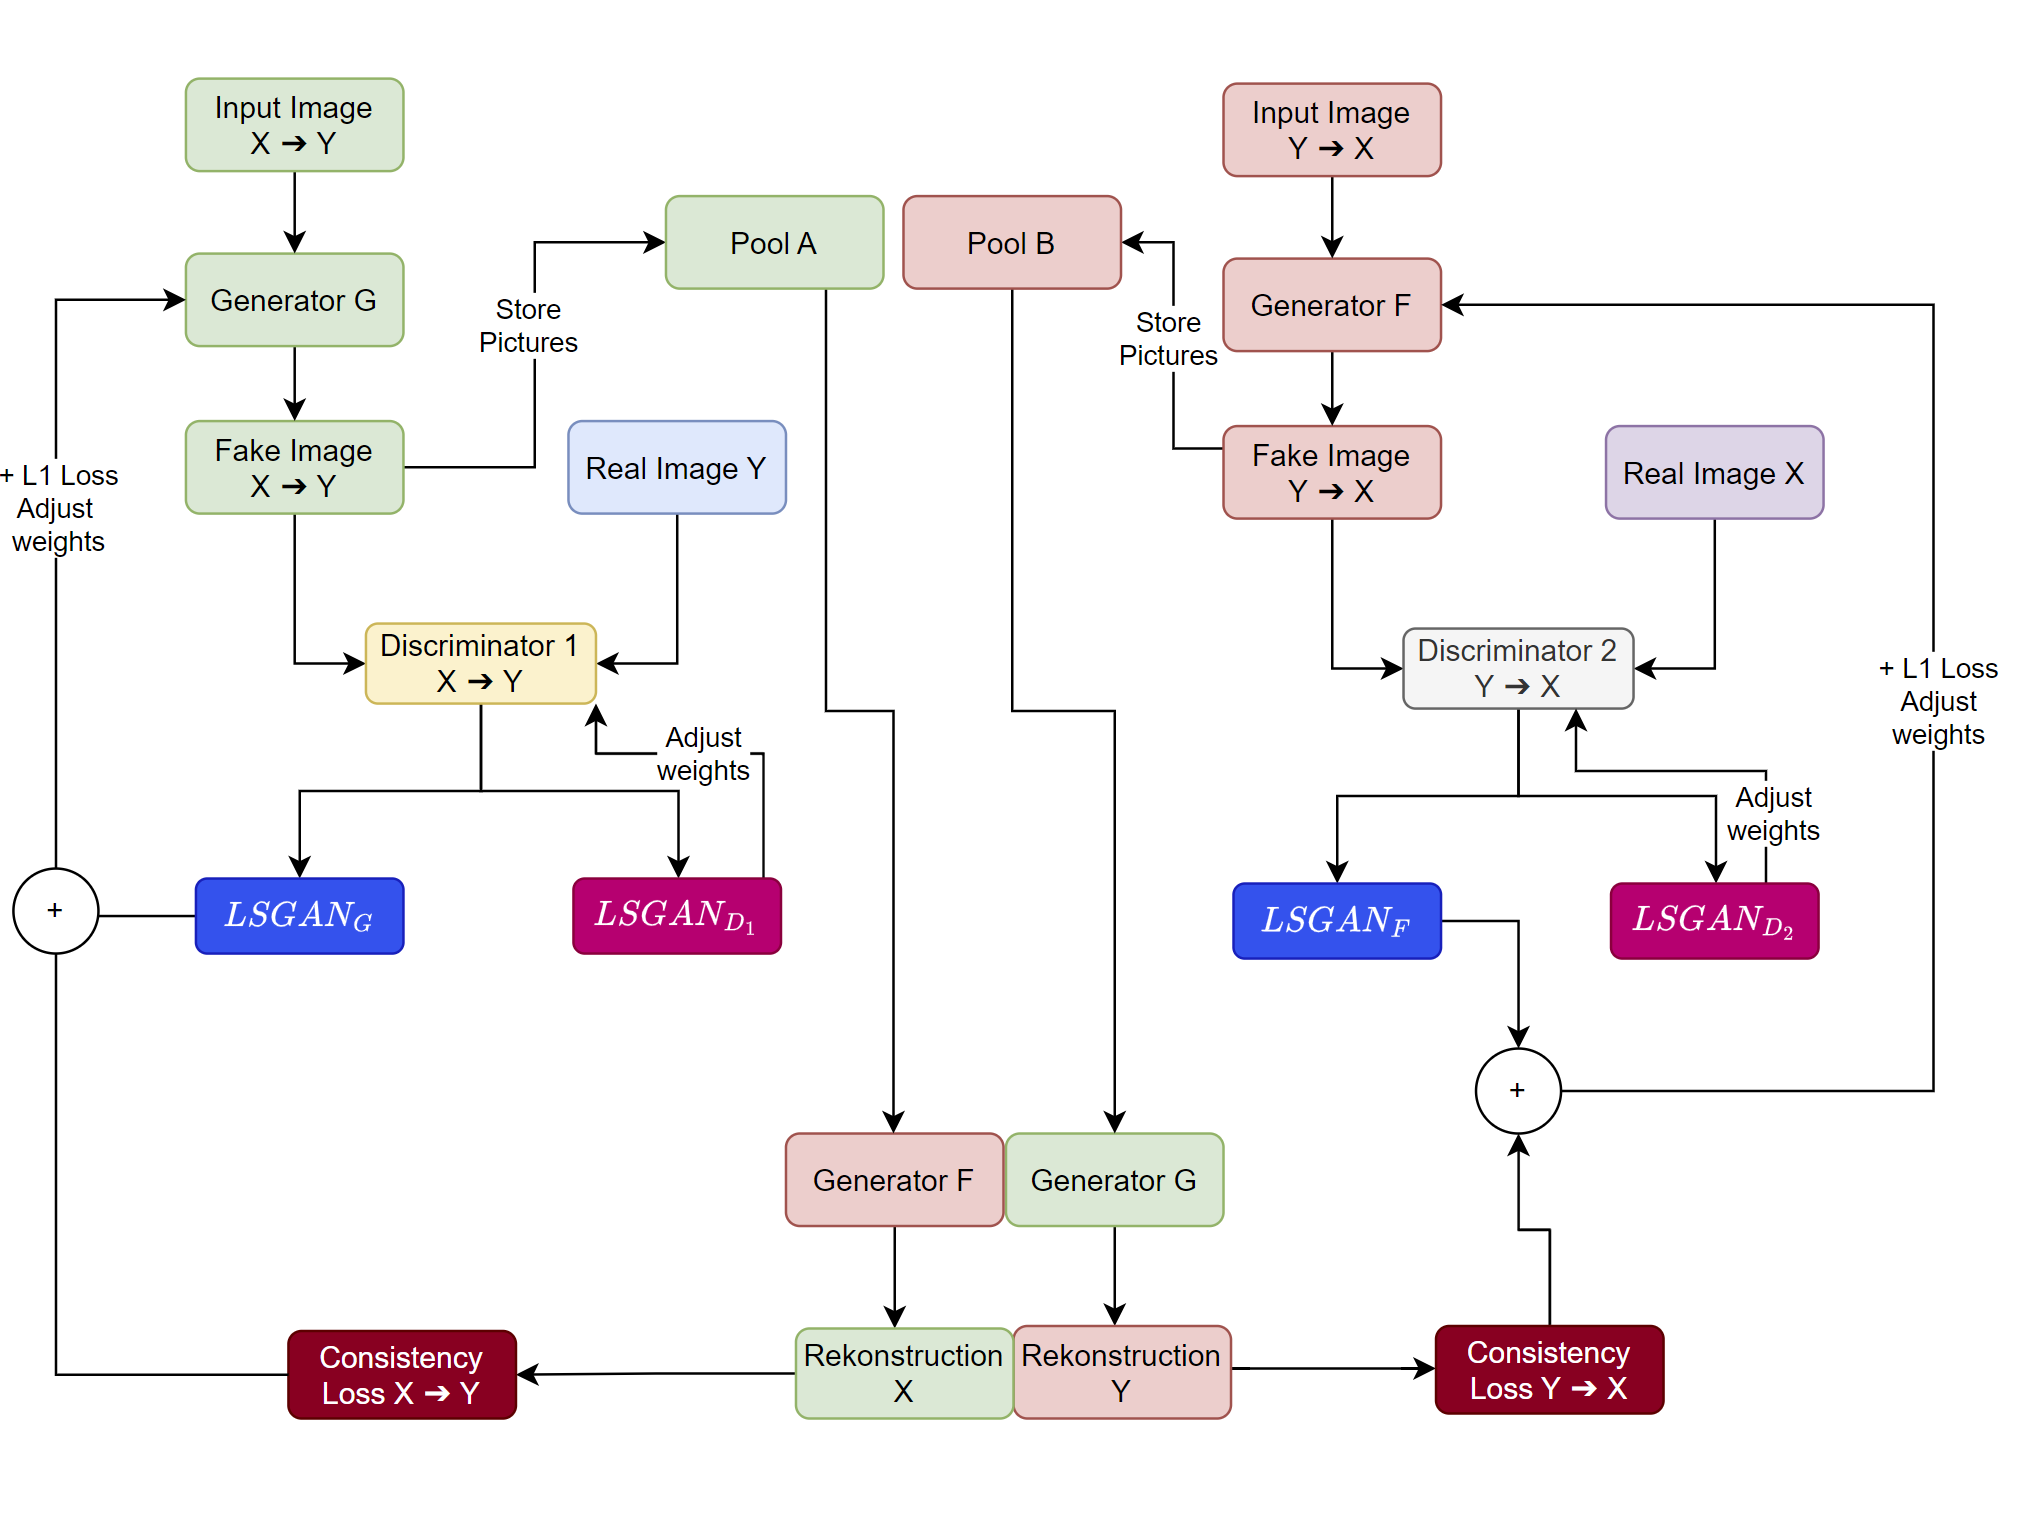 Input Image
X ➔ Y
Input Image
Y ➔ X
Pool A
Pool B
Generator G
Generator F
Store
Pictures
Store
Pictures
Fake Image
X ➔ Y
Real Image Y
Fake Image
Y ➔ X
Real Image X
+ L1 Loss
Adjust
weights
Discriminator 1
X ➔ Y
Discriminator 2
Y ➔ X
+ L1 Loss
Adjust
weights
Adjust
weights
Adjust
weights
+
LSGAN_G
LSGAN_{D_1}
LSGAN_F
LSGAN_{D_2}
+
Generator F
Generator G
Consistency
Loss X ➔ Y
Rekonstruction
X
Rekonstruction
Y
Consistency
Loss Y ➔ X